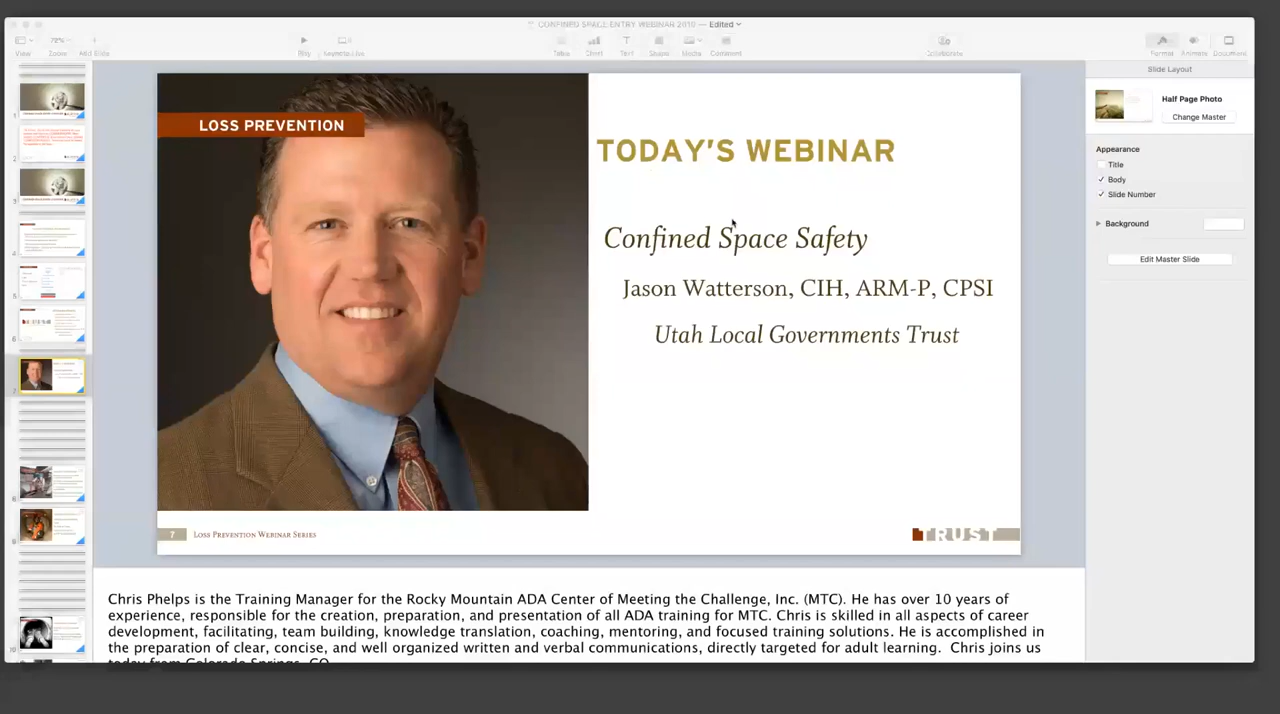 CONFINED SPACE ENTRY WEBINAR 2010 — Edited
View
72%
Zoom
Add Slide
Play
Keynote Live
Table
Chart
Text
Shape
Media
Comment
Collaborate
Format
Animate
Document
Slide Layout
Half Page Photo
Change Master
Appearance
Title
Body
Slide Number
Background
Edit Master Slide
LOSS PREVENTION
TODAY'S WEBINAR
Confined Space Safety
Jason Watterson, CIH, ARM-P, CPSI
Utah Local Governments Trust
7
LOSS PREVENTION WEBINAR SERIES
TRUST
Chris Phelps is the Training Manager for the Rocky Mountain ADA Center of Meeting the Challenge, Inc. (MTC). He has over 10 years of
experience, responsible for the creation, preparation, and presentation of all ADA training for MTC. Chris is skilled in all aspects of career
development, facilitating, team building, knowledge translation, coaching, mentoring, and focused training solutions. He is accomplished in
the preparation of clear, concise, and well organized written and verbal communications, directly targeted for adult learning. Chris joins us
today from Colorado Springs, CO